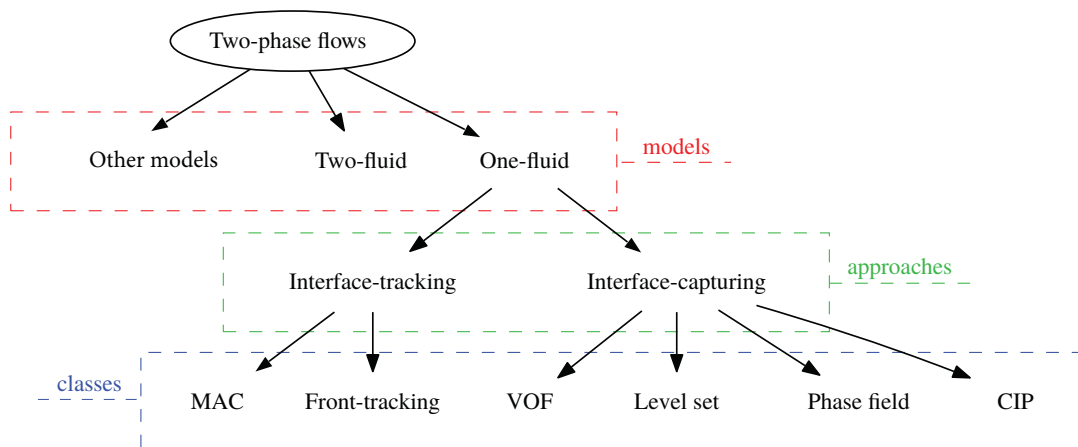 Two-phase flows
Other models
Two-fluid
One-fluid
models
Interface-tracking
Interface-capturing
approaches
classes
MAC
Front-tracking
VOF
Level set
Phase field
CIP